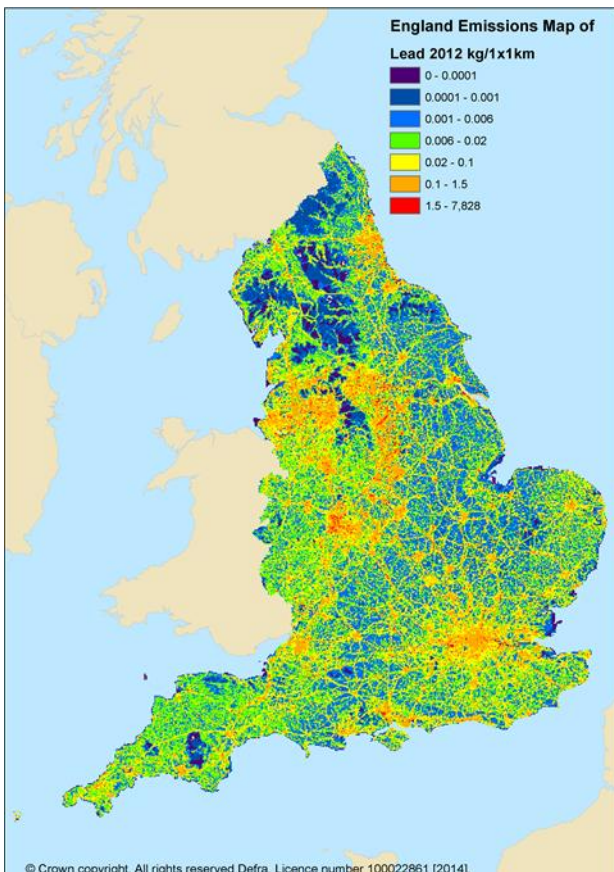 England Emissions Map of
Lead 2012 kg/1x1km
0 - 0.0001
0.0001 - 0.001
0.001 - 0.006
0.006 - 0.02
0.02 - 0.1
0.1 - 1.5
1.5 - 7,828
© Crown copyright. All rights reserved Defra, Licence number 100022861 [2014]